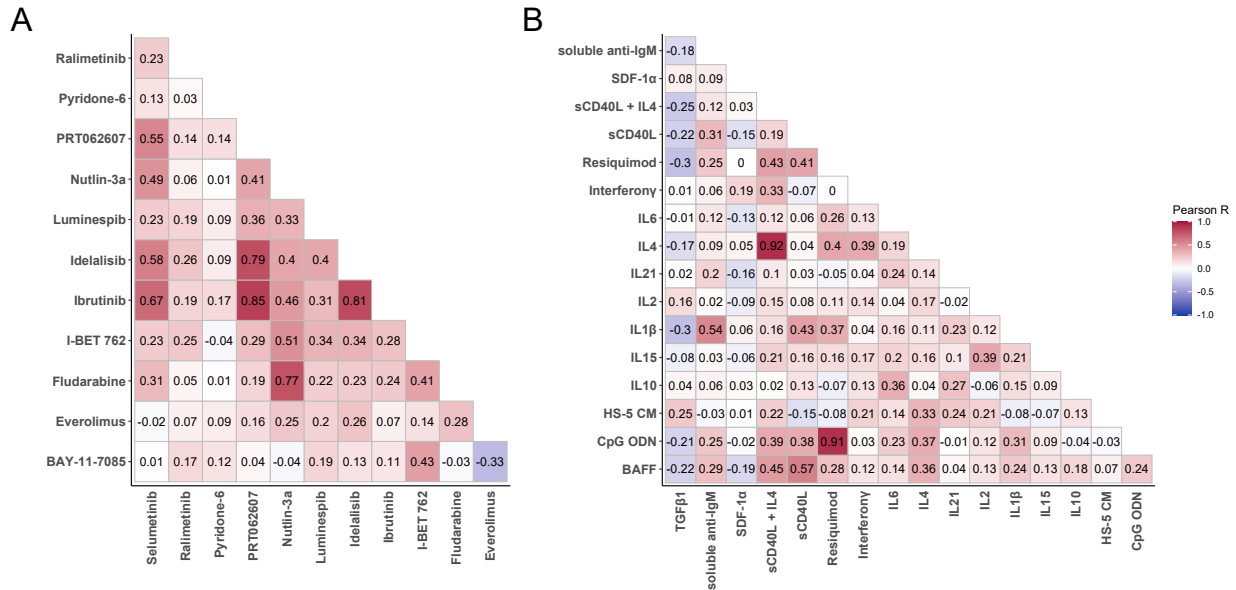 A
Ralimetinib 0.23
Pyridone-6 0.13 0.03
PRT062607 0.55 0.14 0.14
Nutlin-3a 0.49 0.06 0.01 0.41
Luminespib 0.23 0.19 0.09 0.36 0.33
Idelalisib 0.58 0.26 0.09 0.79 0.4 0.4
Ibrutinib 0.67 0.19 0.17 0.85 0.46 0.31 0.81
I-BET 762 0.23 0.25 -0.04 0.29 0.51 0.34 0.34 0.28
Fludarabine 0.31 0.05 0.01 0.19 0.77 0.22 0.23 0.24 0.41
Everolimus -0.02 0.07 0.09 0.16 0.25 0.2 0.26 0.07 0.14 0.28
BAY-11-7085 0.01 0.17 0.12 0.04 -0.04 0.19 0.13 0.11 0.43 -0.03 -0.33
Selumetinib Ralimetinib Pyridone-6 PRT062607 Nutlin-3a Luminespib Idelalisib Ibrutinib I-BET 762 Fludarabine Everolimus
B
soluble anti-IgM -0.18
SDF-1α 0.08 0.09
sCD40L + IL4 -0.25 0.12 0.03
sCD40L -0.22 0.31 -0.15 0.19
Resiquimod -0.3 0.25 0 0.43 0.41
Interferonγ 0.01 0.06 0.19 0.33 -0.07 0
IL6 -0.01 0.12 -0.13 0.12 0.06 0.26 0.13
IL4 -0.17 0.09 0.05 0.92 0.04 0.4 0.39 0.19
IL21 0.02 0.2 -0.16 0.1 0.03 -0.05 0.04 0.24 0.14
IL2 0.16 0.02 -0.09 0.15 0.08 0.11 0.14 0.04 0.17 -0.02
IL1β -0.3 0.54 0.06 0.16 0.43 0.37 0.04 0.16 0.11 0.23 0.12
IL15 -0.08 0.03 -0.06 0.21 0.16 0.16 0.17 0.2 0.16 0.1 0.39 0.21
IL10 0.04 0.06 0.03 0.02 0.13 -0.07 0.13 0.36 0.04 0.27 -0.06 0.15 0.09
HS-5 CM 0.25 -0.03 0.01 0.22 -0.15 -0.08 0.21 0.14 0.33 0.24 0.21 -0.08 -0.07 0.13
CpG ODN -0.21 0.25 -0.02 0.39 0.38 0.91 0.03 0.23 0.37 -0.01 0.12 0.31 0.10 -0.04 -0.03
BAFF -0.22 0.29 -0.19 0.45 0.57 0.28 0.12 0.14 0.36 0.04 0.13 0.24 0.13 0.18 0.07 0.24
TGFβ1 soluble anti-IgM SDF-1α sCD40L + IL4 sCD40L Resiquimod Interferonγ IL6 IL4 IL21 IL2 IL1β IL15 IL10 HS-5 CM CpG ODN
Pearson R
1.0
0.5
0.0
-0.5
-1.0